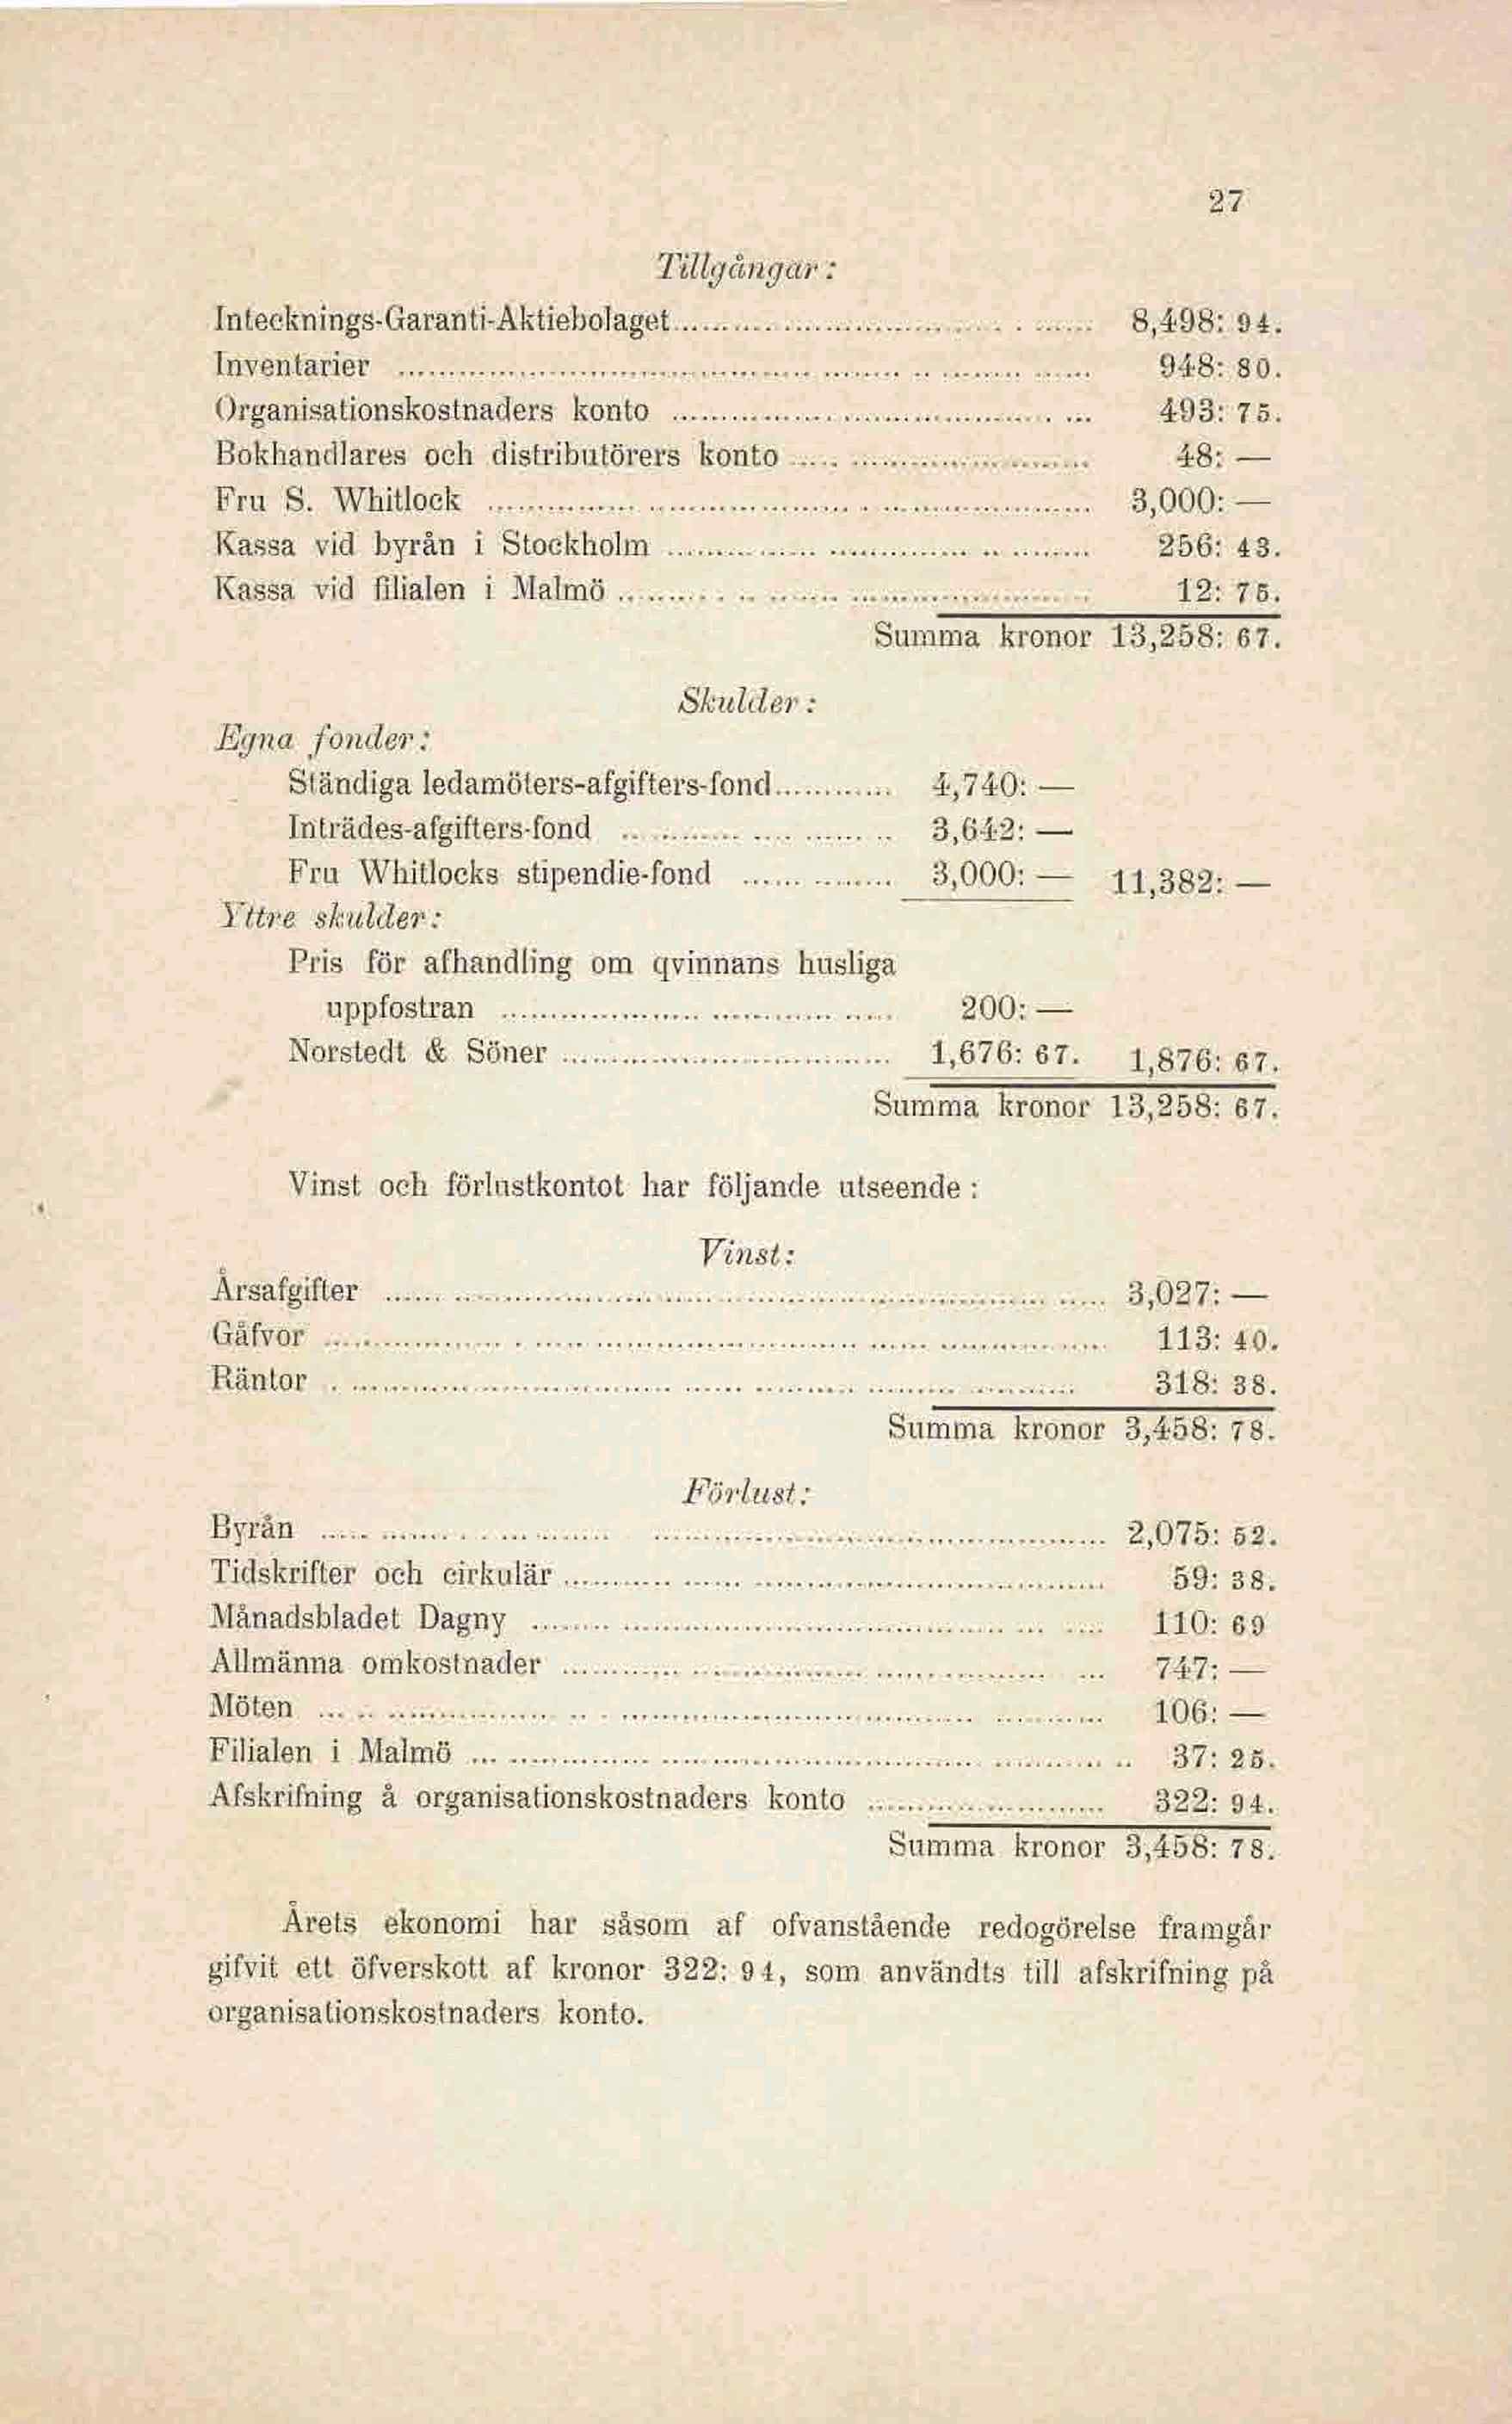 27
Tillgångar:
Intecknings-Garanti-Aktiebolaget 8,498: 94.
Inventarier 948: 80.
Organisationskostnaders konto 493: 75.
Bokhandlares och distributörers konto 48: —
Fru S. Whitlock 3,000: —
Kassa vid byrån i Stockholm 256: 43.
Kassa vid filialen i Malmö 12: 75.
Summa kronor 13,258: 67.
Skulder:
Egna fonder:
Ständiga ledamöters-afgifters-fond 4,740: —
Inträdes-afgifters-fond 3,642: —
Fru Whitlocks stipendie-fond 3,000: — 11,382: —
Yttre skulder:
Pris för afhandling om qvinnans husliga
uppfostran 200: —
Norstedt & Söner 1,676: 67. 1,876: 67.
Summa kronor 13,258: 67.
Vinst och förlustkontot har följande utseende:
Vinst:
Årsafgifter 3,027: —
Gåfvor 113: 40.
Räntor 318: 38.
Summa kronor 3,458: 78.
Förlust:
Byrån 2,075: 52.
Tidskrifter och cirkulär 59: 38.
Månadsbladet Dagny 110: 69
Allmänna omkostnader 747: —
Möten 106: —
Filialen i Malmö 37: 25.
Afskrifning å organisationskostnaders konto 322: 94.
Summa kronor 3,458: 78.
Årets ekonomi har såsom af ofvanstående redogörelse framgår
gifvit ett öfverskott af kronor 322: 94, som användts till afskrifning på
organisationskostnaders konto.